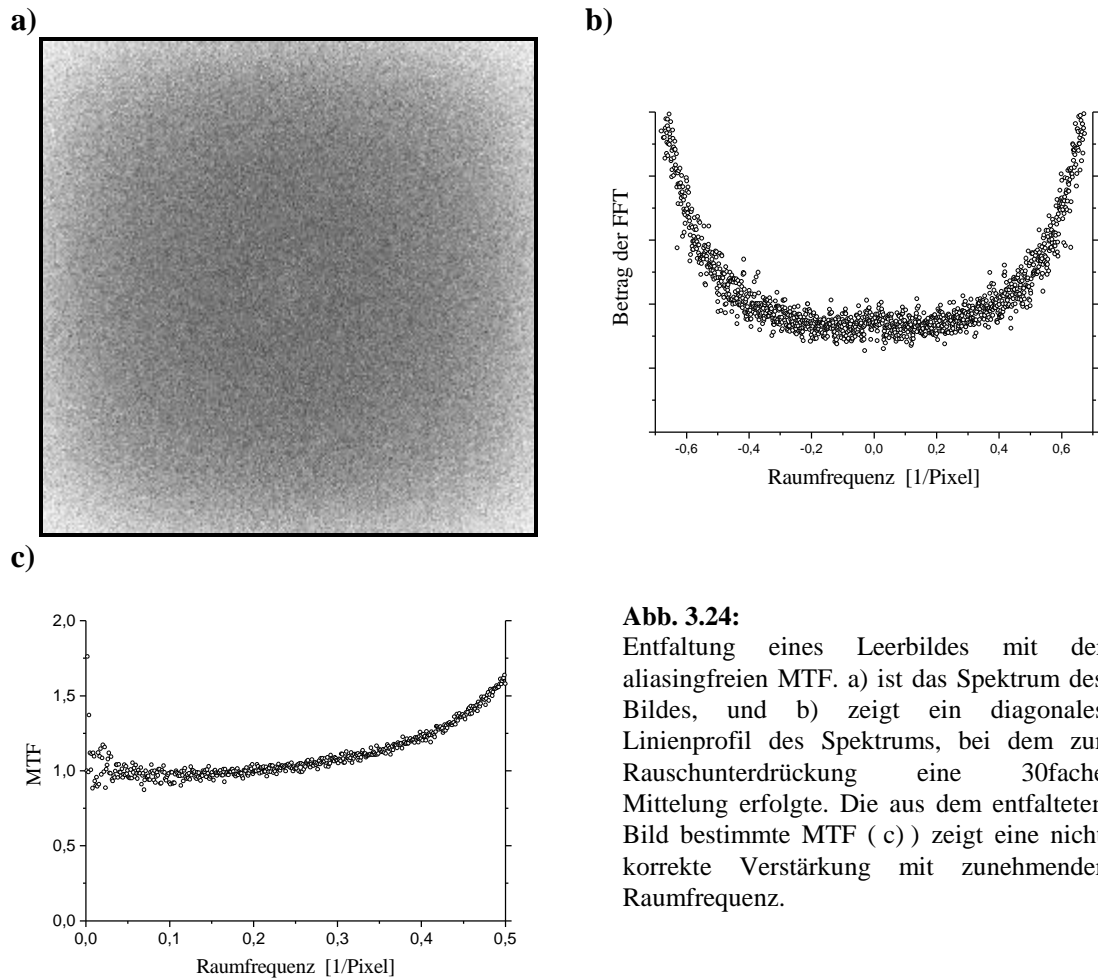 a)
b)
Betrag der FFT
-0,6 -0,4 -0,2 0,0 0,2 0,4 0,6
Raumfrequenz [1/Pixel]
c)
2,0
1,5
1,0
0,5
0,0
MTF
0,0 0,1 0,2 0,3 0,4 0,5
Raumfrequenz [1/Pixel]
Abb. 3.24:
Entfaltung eines Leerbildes mit der
aliasingfreien MTF. a) ist das Spektrum des
Bildes, und b) zeigt ein diagonales
Linienprofil des Spektrums, bei dem zur
Rauschunterdrückung eine 30fache
Mittelung erfolgte. Die aus dem entfalteten
Bild bestimmte MTF ( c) ) zeigt eine nicht
korrekte Verstärkung mit zunehmender
Raumfrequenz.